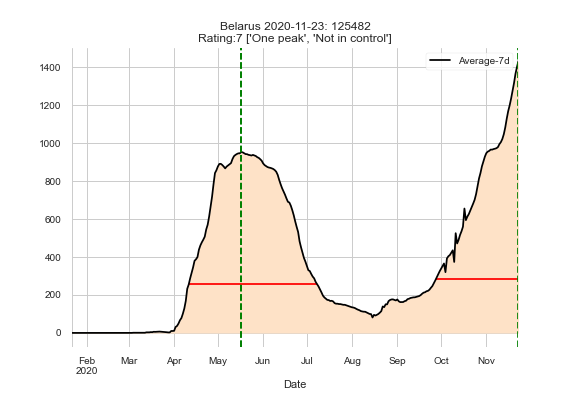 Belarus 2020-11-23: 125482
Rating:7 ['One peak', 'Not in control']
Average-7d
1400
1200
1000
800
600
400
200
0
Feb
2020
Mar
Apr
May
Jun
Jul
Aug
Sep
Oct
Nov
Date